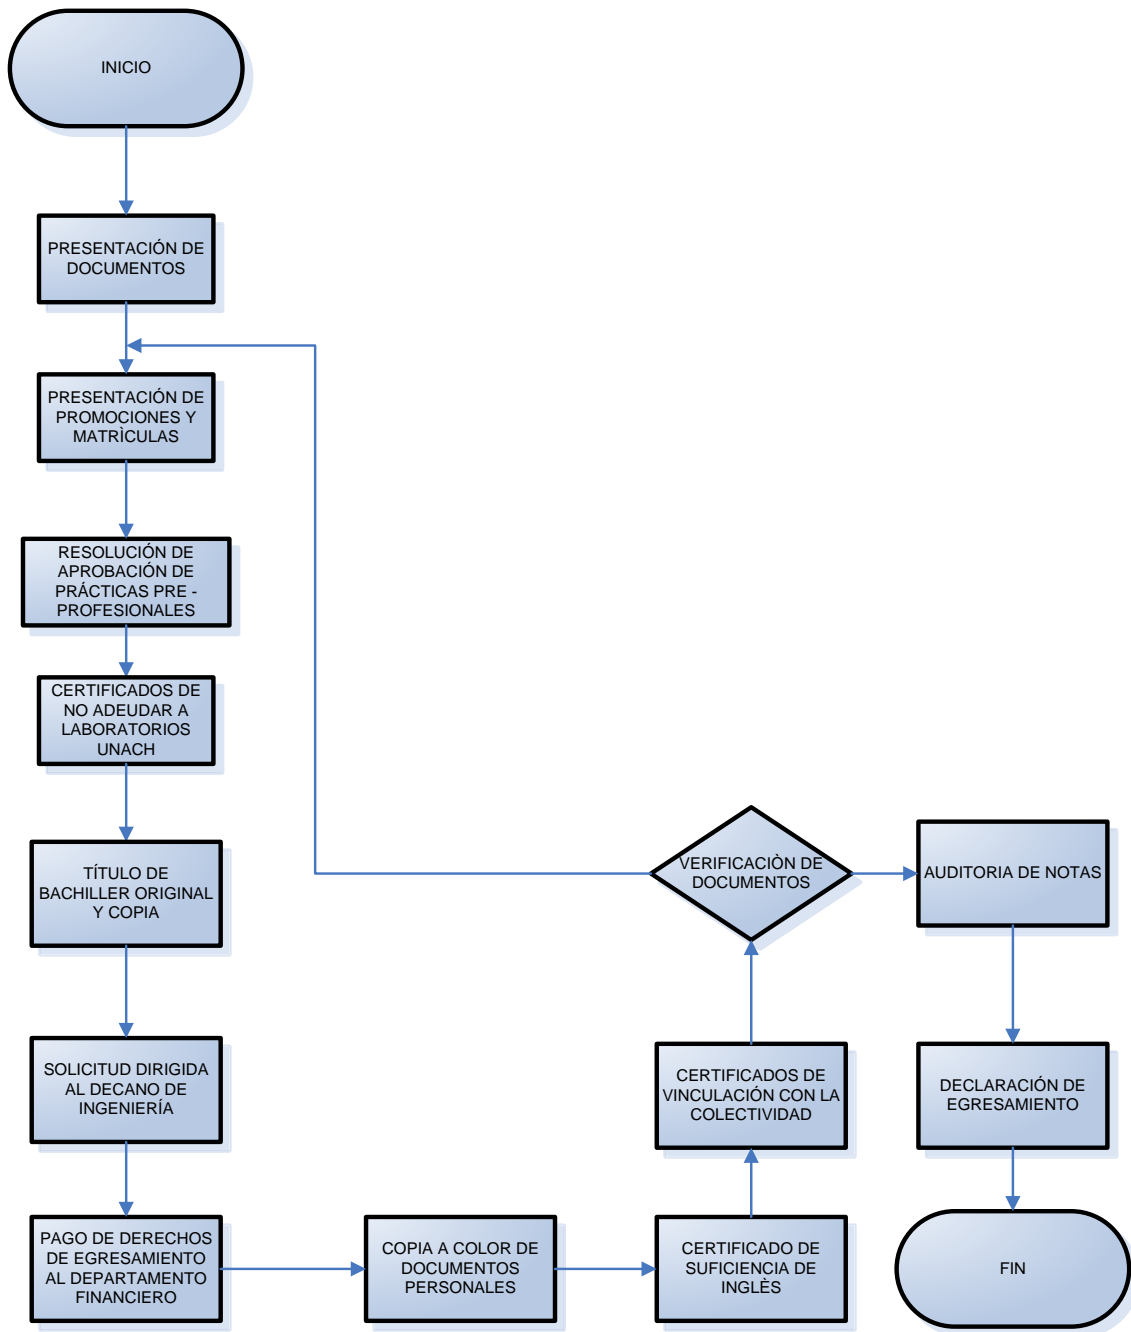 INICIO
PRESENTACIÓN DE
DOCUMENTOS
PRESENTACIÓN DE
PROMOCIONES Y
MATRÌCULAS
RESOLUCIÓN DE
APROBACIÓN DE
PRÁCTICAS PRE -
PROFESIONALES
CERTIFICADOS DE
NO ADEUDAR A
LABORATORIOS
UNACH
TÍTULO DE
BACHILLER ORIGINAL
Y COPIA
SOLICITUD DIRIGIDA
AL DECANO DE
INGENIERÍA
PAGO DE DERECHOS
DE EGRESAMIENTO
AL DEPARTAMENTO
FINANCIERO
COPIA A COLOR DE
DOCUMENTOS
PERSONALES
CERTIFICADO DE
SUFICIENCIA DE
INGLÈS
CERTIFICADOS DE
VINCULACIÓN CON LA
COLECTIVIDAD
VERIFICACIÒN DE
DOCUMENTOS
AUDITORIA DE NOTAS
DECLARACIÓN DE
EGRESAMIENTO
FIN